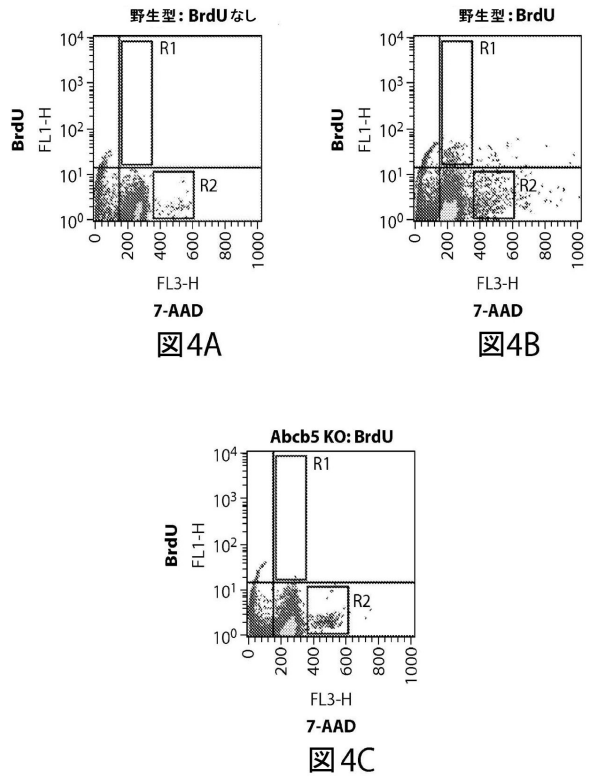 野生型: BrdUなし
10⁴
10³
10²
10¹
10⁰
BrdU
FL1-H
R1
R2
0
200
400
600
800
1000
FL3-H
7-AAD
図4A
野生型: BrdU
10⁴
10³
10²
10¹
10⁰
BrdU
FL1-H
R1
R2
0
200
400
600
800
1000
FL3-H
7-AAD
図4B
Abcb5 KO: BrdU
10⁴
10³
10²
10¹
10⁰
BrdU
FL1-H
R1
R2
0
200
400
600
800
1000
FL3-H
7-AAD
図4C